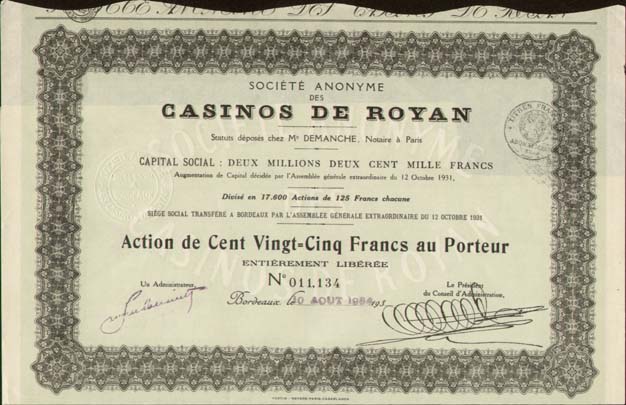 SOCIÉTÉ ANONYME
DES
CASINOS DE ROYAN
Statuts déposés chez Me DEMANCHE, Notaire à Paris
CAPITAL SOCIAL : DEUX MILLIONS DEUX CENT MILLE FRANCS
Augmentation de Capital décidée par l'Assemblée générale extraordinaire du 12 Octobre 1931,
Divisé en 17.600 Actions de 125 Francs chacune
SIÈGE SOCIAL TRANSFÉRÉ A BORDEAUX PAR L'ASSEMBLÉE GÉNÉRALE EXTRAORDINAIRE DU 12 OCTOBRE 1931
Action de Cent Vingt-Cinq Francs au Porteur
ENTIÈREMENT LIBÉRÉE
No 011.134
Un Administrateur,
Le Président
du Conseil d'Administration,
Bordeaux, le AOUT 193